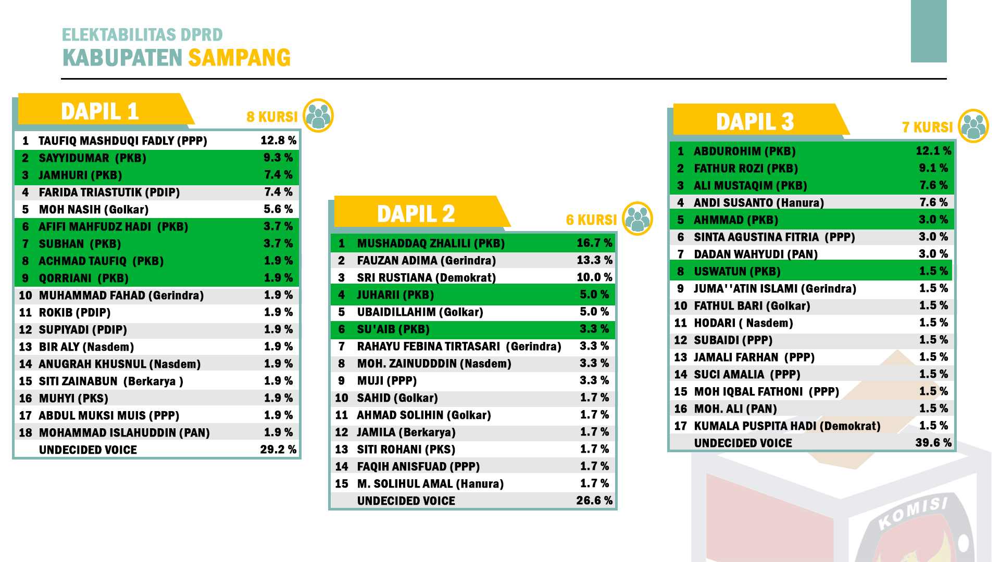 ELEKTABILITAS DPRD
KABUPATEN SAMPANG
DAPIL 1
8 KURSI
1 TAUFIQ MASHDUQI FADLY (PPP) 12.8 %
2 SAYYIDUMAR (PKB) 9.3 %
3 JAMHURI (PKB) 7.4 %
4 FARIDA TRIASTUTIK (PDIP) 7.4 %
5 MOH NASIH (Golkar) 5.6 %
6 AFIFI MAHFUDZ HADI (PKB) 3.7 %
7 SUBHAN (PKB) 3.7 %
8 ACHMAD TAUFIQ (PKB) 1.9 %
9 QORRIANI (PKB) 1.9 %
10 MUHAMMAD FAHAD (Gerindra) 1.9 %
11 ROKIB (PDIP) 1.9 %
12 SUPIYADI (PDIP) 1.9 %
13 BIR ALY (Nasdem) 1.9 %
14 ANUGRAH KHUSNUL (Nasdem) 1.9 %
15 SITI ZAINABUN (Berkarya ) 1.9 %
16 MUHYI (PKS) 1.9 %
17 ABDUL MUKSI MUIS (PPP) 1.9 %
18 MOHAMMAD ISLAHUDDIN (PAN) 1.9 %
UNDECIDED VOICE 29.2 %
DAPIL 2
6 KURSI
1 MUSHADDAQ ZHALILI (PKB) 16.7 %
2 FAUZAN ADIMA (Gerindra) 13.3 %
3 SRI RUSTIANA (Demokrat) 10.0 %
4 JUHARII (PKB) 5.0 %
5 UBAIDILLAHIM (Golkar) 5.0 %
6 SU'AIB (PKB) 3.3 %
7 RAHAYU FEBINA TIRTASARI (Gerindra) 3.3 %
8 MOH. ZAINUDDDIN (Nasdem) 3.3 %
9 MUJI (PPP) 3.3 %
10 SAHID (Golkar) 1.7 %
11 AHMAD SOLIHIN (Golkar) 1.7 %
12 JAMILA (Berkarya) 1.7 %
13 SITI ROHANI (PKS) 1.7 %
14 FAQIH ANISFUAD (PPP) 1.7 %
15 M. SOLIHUL AMAL (Hanura) 1.7 %
UNDECIDED VOICE 26.6 %
DAPIL 3
7 KURSI
1 ABDUROHIM (PKB) 12.1 %
2 FATHUR ROZI (PKB) 9.1 %
3 ALI MUSTAQIM (PKB) 7.6 %
4 ANDI SUSANTO (Hanura) 7.6 %
5 AHMMAD (PKB) 3.0 %
6 SINTA AGUSTINA FITRIA (PPP) 3.0 %
7 DADAN WAHYUDI (PAN) 3.0 %
8 USWATUN (PKB) 1.5 %
9 JUMA''ATIN ISLAMI (Gerindra) 1.5 %
10 FATHUL BARI (Golkar) 1.5 %
11 HODARI ( Nasdem) 1.5 %
12 SUBAIDI (PPP) 1.5 %
13 JAMALI FARHAN (PPP) 1.5 %
14 SUCI AMALIA (PPP) 1.5 %
15 MOH IQBAL FATHONI (PPP) 1.5 %
16 MOH. ALI (PAN) 1.5 %
17 KUMALA PUSPITA HADI (Demokrat) 1.5 %
UNDECIDED VOICE 39.6 %
KOMISI